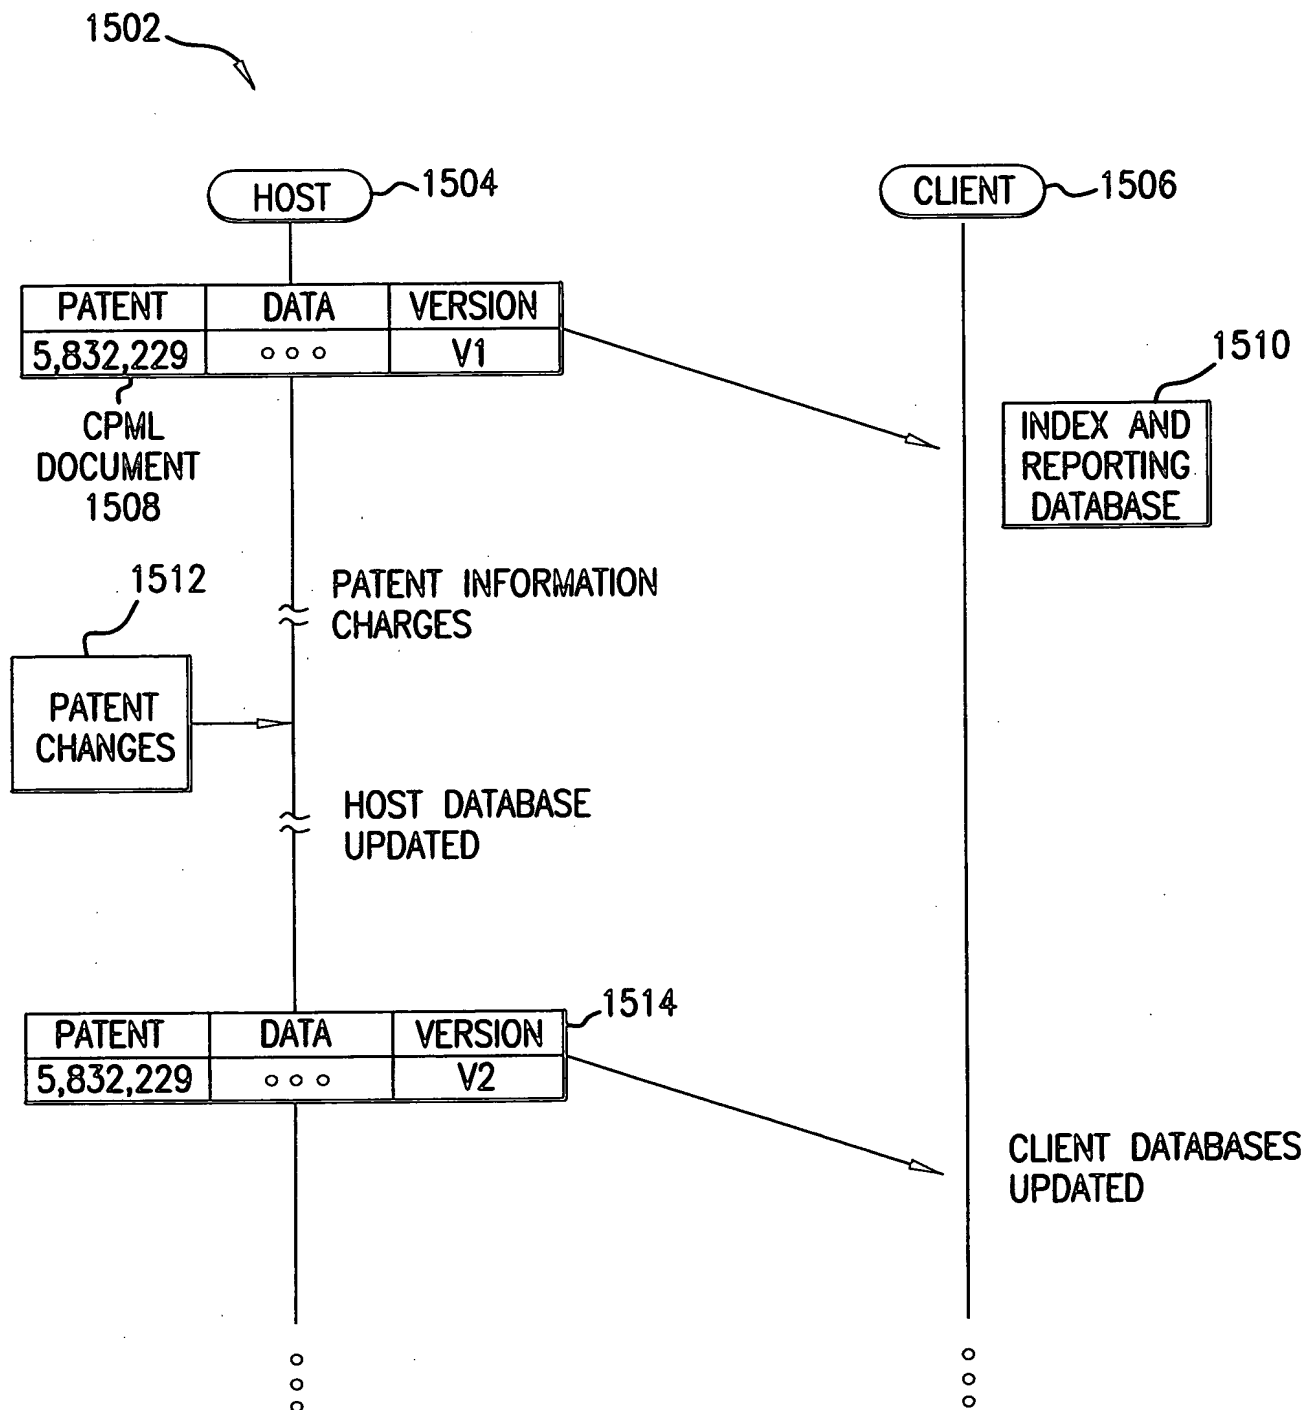 1502
HOST
1504
CLIENT
1506
PATENT DATA VERSION
5,832,229 o o o V1
CPML
DOCUMENT
1508
1510
INDEX AND
REPORTING
DATABASE
PATENT INFORMATION
CHARGES
1512
PATENT
CHANGES
HOST DATABASE
UPDATED
1514
PATENT DATA VERSION
5,832,229 o o o V2
CLIENT DATABASES
UPDATED